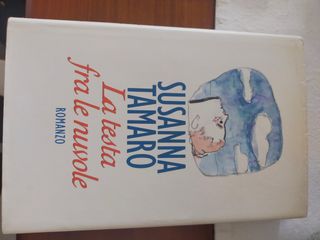 SUSANNA
TAMARO
La testa
fra le nuvole
ROMANZO